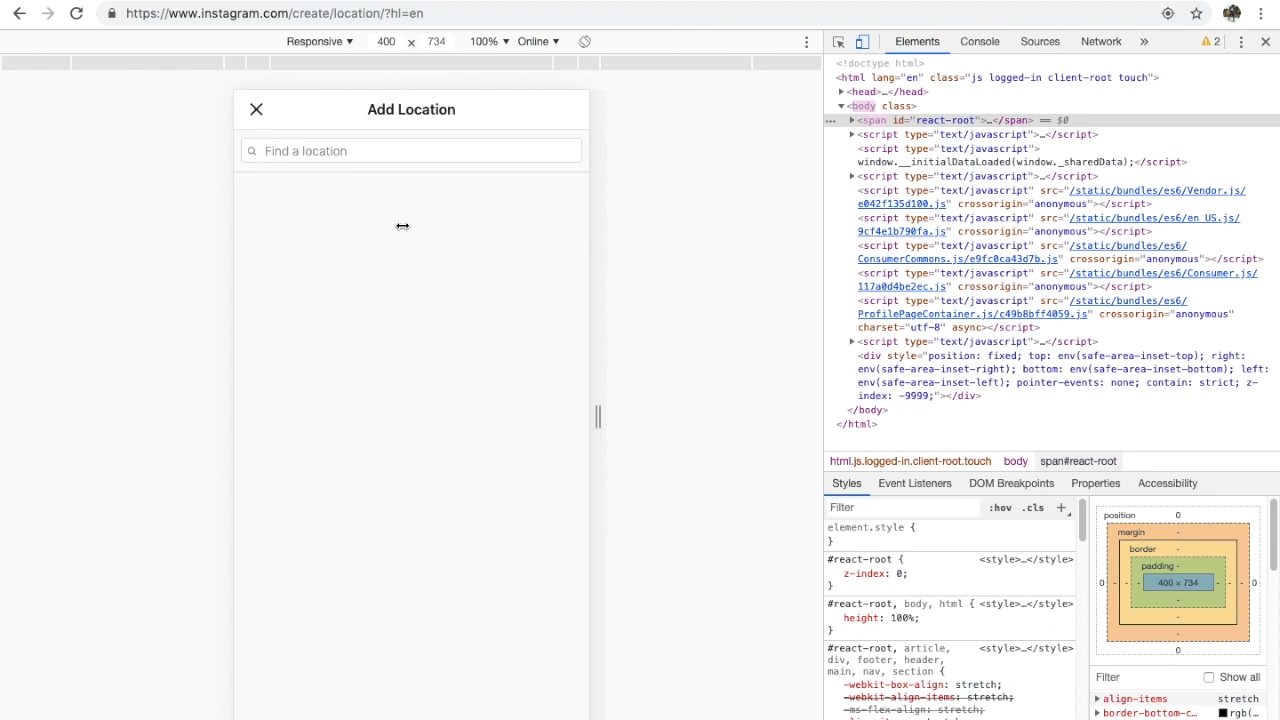 https://www.instagram.com/create/location/?hl=en
Responsive ▼ 400 x 734 100% ▼ Online ▼
Add Location
Find a location
Elements Console Sources Network » 2
<!doctype html>
<html lang="en" class="js logged-in client-root touch">
<head>…</head>
<body class>
… <span id="react-root">…</span> == $0
<script type="text/javascript">…</script>
<script type="text/javascript">
window.__initialDataLoaded(window._sharedData);</script>
<script type="text/javascript">…</script>
<script type="text/javascript" src="/static/bundles/es6/Vendor.js/
e042f135d100.js" crossorigin="anonymous"></script>
<script type="text/javascript" src="/static/bundles/es6/en_US.js/
9cf4e1b790fa.js" crossorigin="anonymous"></script>
<script type="text/javascript" src="/static/bundles/es6/
ConsumerCommons.js/e9fc0ca43d7b.js" crossorigin="anonymous"></script>
<script type="text/javascript" src="/static/bundles/es6/Consumer.js/
117a0d4be2ec.js" crossorigin="anonymous"></script>
<script type="text/javascript" src="/static/bundles/es6/
ProfilePageContainer.js/c49b8bff4059.js" crossorigin="anonymous"
charset="utf-8" async></script>
<script type="text/javascript">…</script>
<div style="position: fixed; top: env(safe-area-inset-top); right:
env(safe-area-inset-right); bottom: env(safe-area-inset-bottom); left:
env(safe-area-inset-left); pointer-events: none; contain: strict; z-
index: -9999;"></div>
</body>
</html>
html.js.logged-in.client-root.touch body span#react-root
Styles Event Listeners DOM Breakpoints Properties Accessibility
Filter :hov .cls +
element.style {
}
#react-root { <style>…</style>
z-index: 0;
}
#react-root, body, html { <style>…</style>
height: 100%;
}
#react-root, article, <style>…</style>
div, footer, header,
main, nav, section {
-webkit-box-align: stretch;
-webkit-align-items: stretch;
-ms-flex-align: stretch;
position 0
margin -
border -
padding -
0 - - - 400 × 734 - - - 0
-
-
-
0
Filter Show all
align-items stretch
border-bottom-c… rgb(…